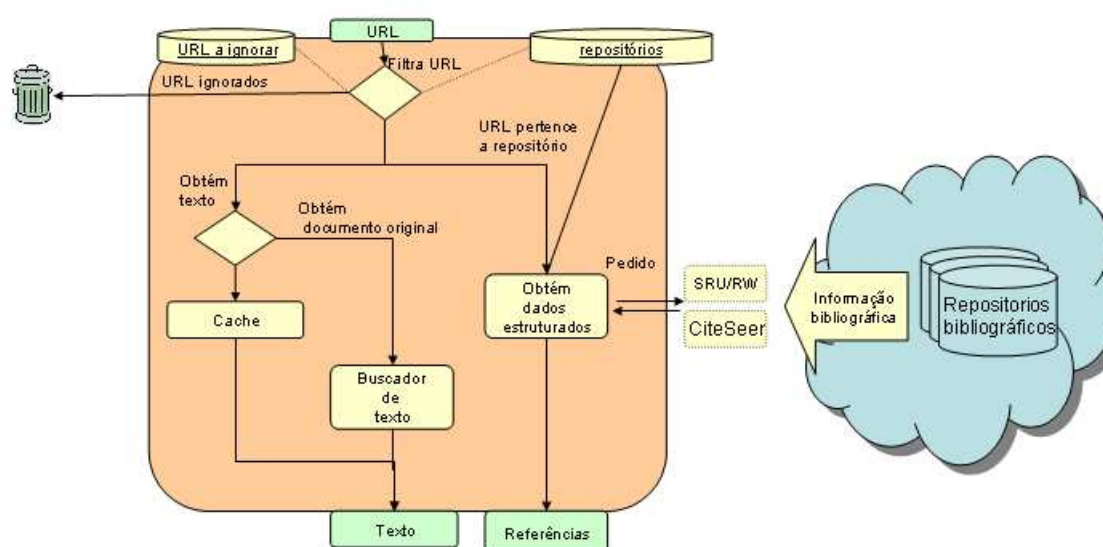 URL
URL a ignorar
repositórios
Filtra URL
URL ignorados
URL pertence
a repositório
Obtém
texto
Obtém
documento original
Pedido
Cache
Obtém
dados
estruturados
SRU/RW
CiteSeer
Informação
bibliográfica
Repositorios
bibliográficos
Buscador
de
texto
Texto
Referências